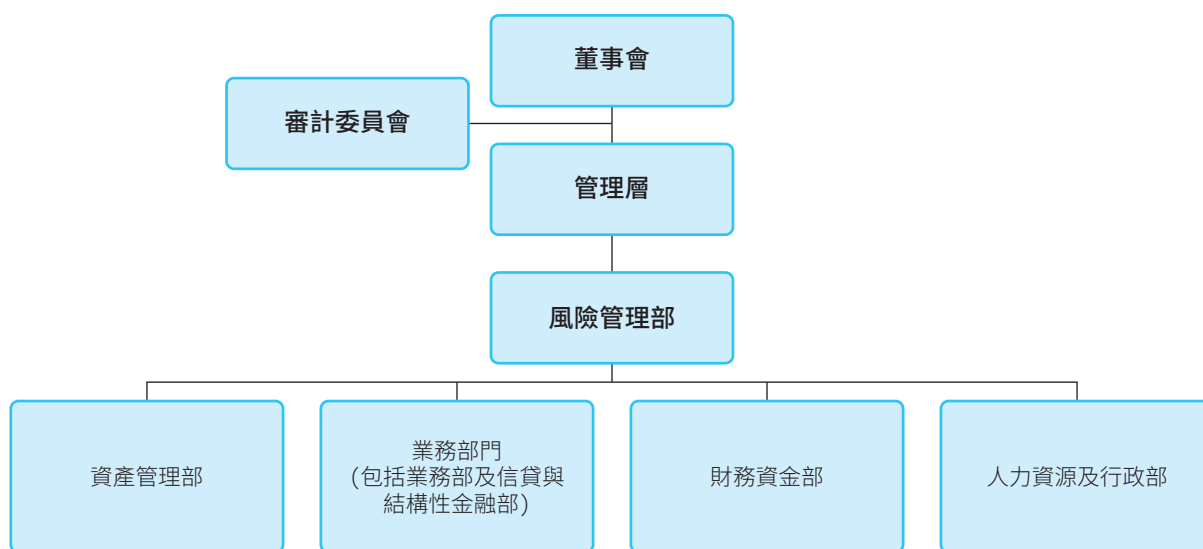 董事會
審計委員會
管理層
風險管理部
資產管理部
業務部門
(包括業務部及信貸與
結構性金融部)
財務資金部
人力資源及行政部